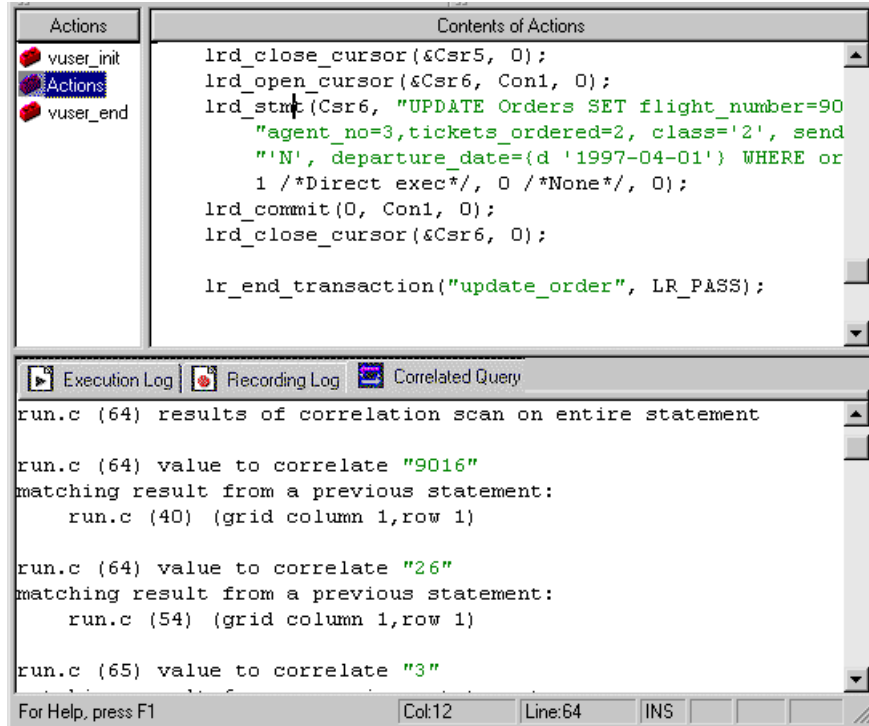 Actions
Contents of Actions
vuser_init
Actions
vuser_end
lrd_close_cursor(&Csr5, 0);
lrd_open_cursor(&Csr6, Con1, 0);
lrd_stmt(Csr6, "UPDATE Orders SET flight_number=90
"agent_no=3,tickets_ordered=2, class='2', send
"'N', departure_date={d '1997-04-01'} WHERE or
1 /*Direct exec*/, 0 /*None*/, 0);
lrd_commit(0, Con1, 0);
lrd_close_cursor(&Csr6, 0);
lr_end_transaction("update_order", LR_PASS);
Execution Log Recording Log Correlated Query
run.c (64) results of correlation scan on entire statement
run.c (64) value to correlate "9016"
matching result from a previous statement:
run.c (40) (grid column 1,row 1)
run.c (64) value to correlate "26"
matching result from a previous statement:
run.c (54) (grid column 1,row 1)
run.c (65) value to correlate "3"
For Help, press F1 Col:12 Line:64 INS